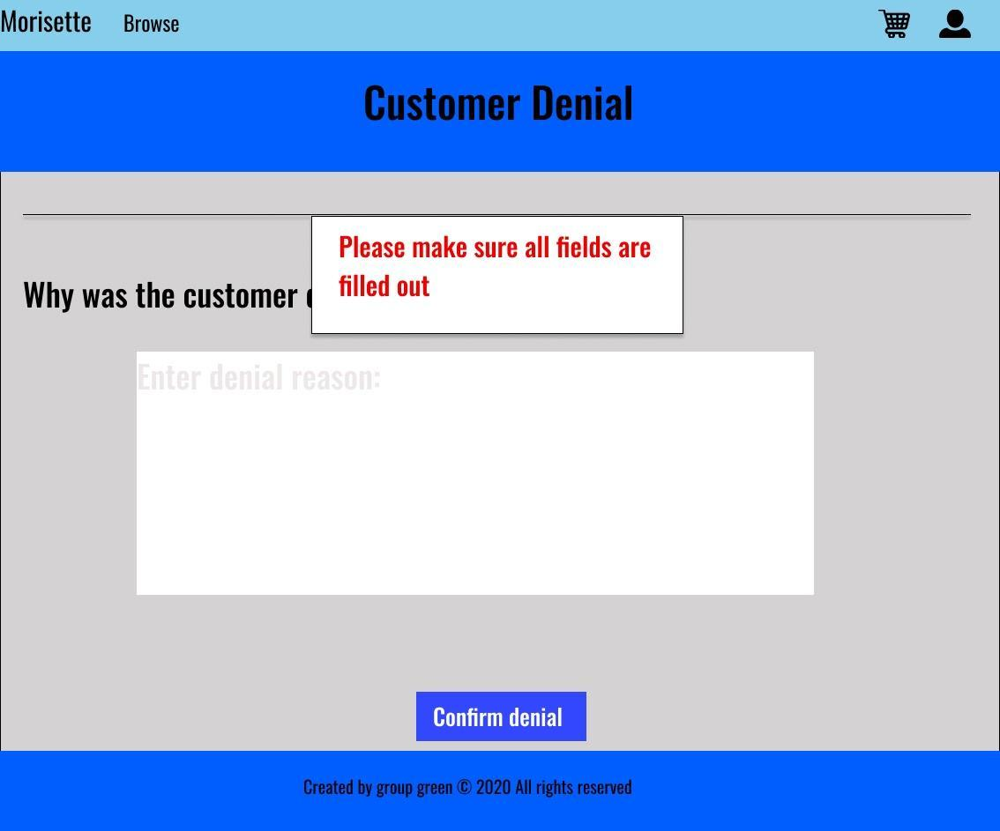 Morisette Browse
Customer Denial
Please make sure all fields are
filled out
Why was the customer
Enter denial reason:
Confirm denial
Created by group green © 2020 All rights reserved